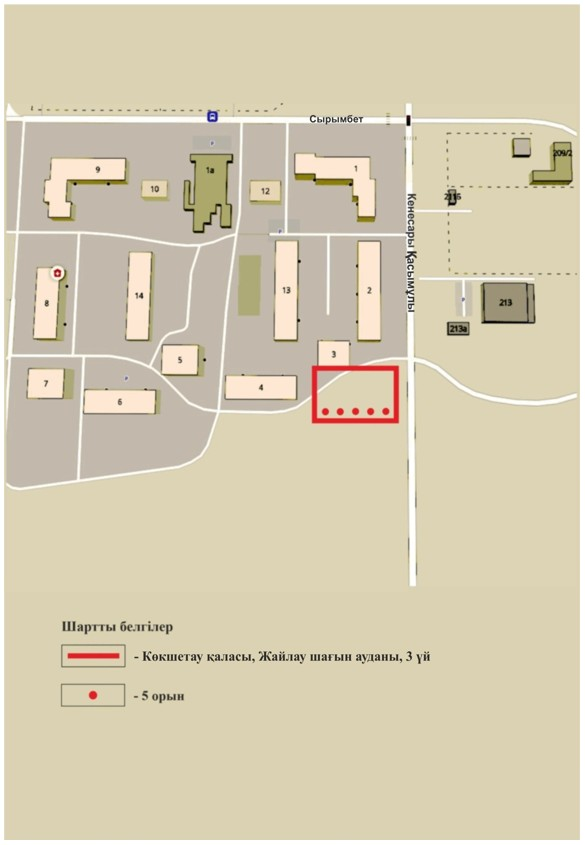 Сырымбет
9
10
1а
12
1
209/2
Кенесары Қасымұлы
8
14
13
2
213
213а
5
3
7
6
4
Р
Р
Р
Р
Шартты белгілер
- Көкшетау қаласы, Жайлау шағын ауданы, 3 үй
- 5 орын